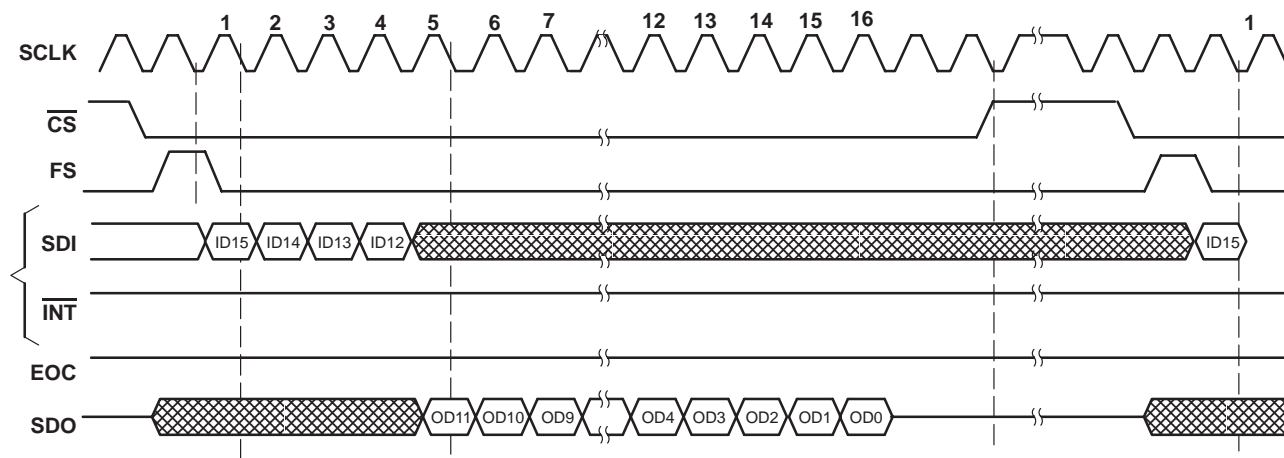 1 2 3 4 5 6 7 12 13 14 15 16 1
SCLK
CS
FS
SDI ID15 ID14 ID13 ID12 ID15
INT
EOC
SDO OD11 OD10 OD9 OD4 OD3 OD2 OD1 OD0